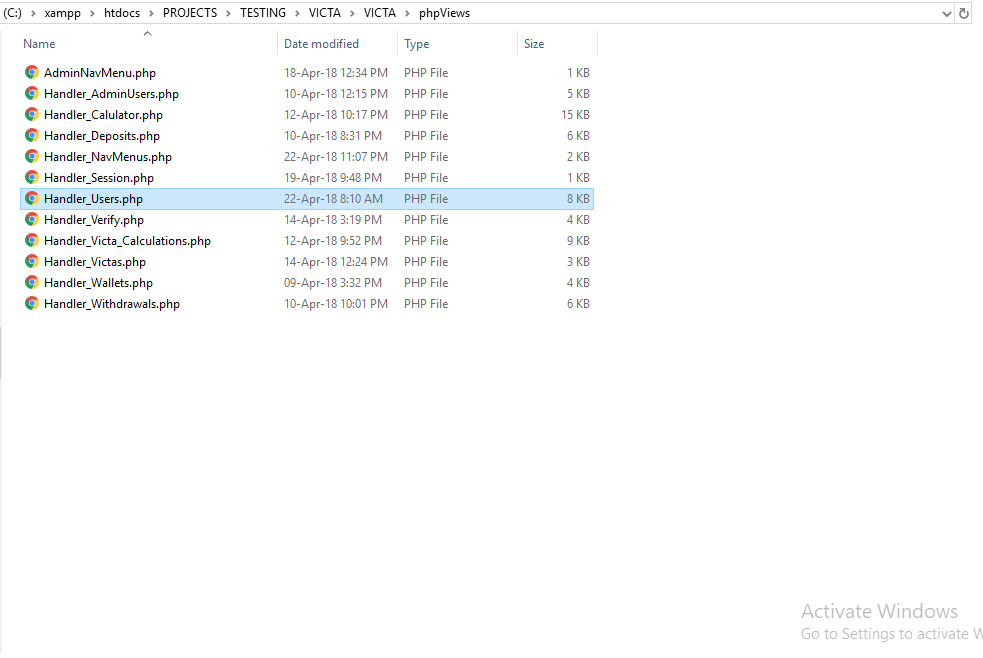 (C:) > xampp > htdocs > PROJECTS > TESTING > VICTA > VICTA > phpViews
Name Date modified Type Size
AdminNavMenu.php 18-Apr-18 12:34 PM PHP File 1 KB
Handler_AdminUsers.php 10-Apr-18 12:15 PM PHP File 5 KB
Handler_Calulator.php 12-Apr-18 10:17 PM PHP File 15 KB
Handler_Deposits.php 10-Apr-18 8:31 PM PHP File 6 KB
Handler_NavMenus.php 22-Apr-18 11:07 PM PHP File 2 KB
Handler_Session.php 19-Apr-18 9:48 PM PHP File 1 KB
Handler_Users.php 22-Apr-18 8:10 AM PHP File 8 KB
Handler_Verify.php 14-Apr-18 3:19 PM PHP File 4 KB
Handler_Victa_Calculations.php 12-Apr-18 9:52 PM PHP File 9 KB
Handler_Victas.php 14-Apr-18 12:24 PM PHP File 3 KB
Handler_Wallets.php 09-Apr-18 3:32 PM PHP File 4 KB
Handler_Withdrawals.php 10-Apr-18 10:01 PM PHP File 6 KB
Activate Windows
Go to Settings to activate W